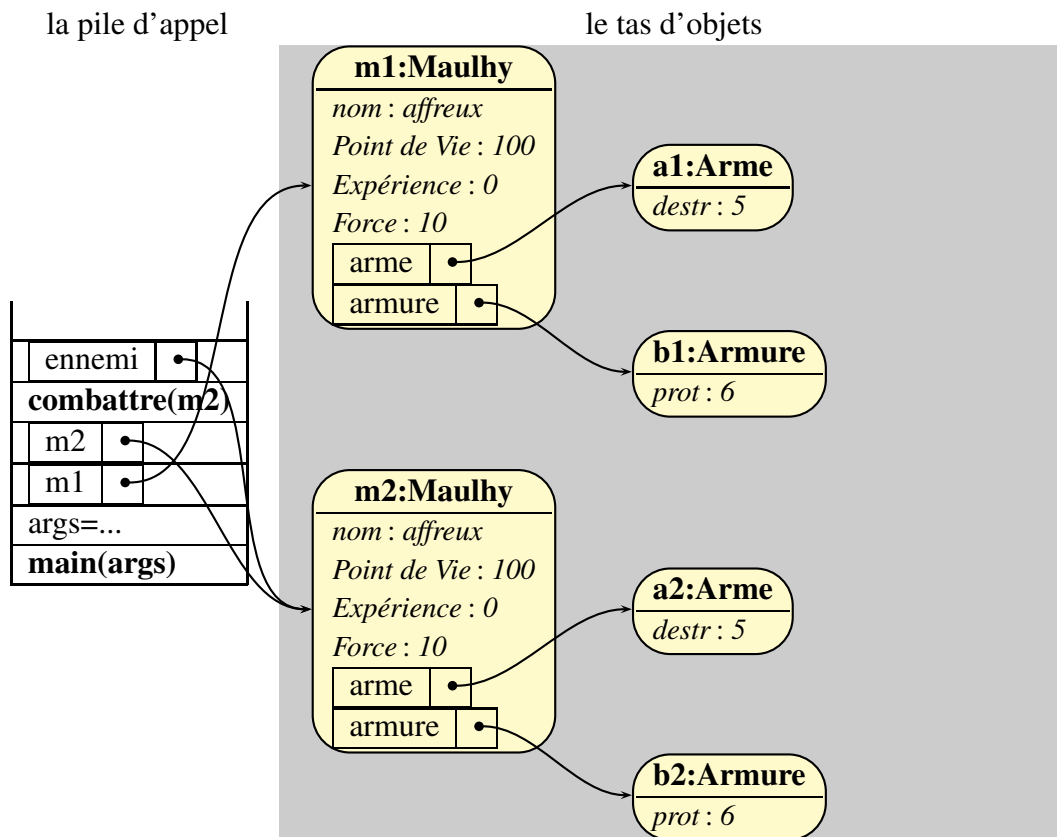 la pile d'appel
le tas d'objets
m1:Maulhy
nom : affreux
Point de Vie : 100
Expérience : 0
Force : 10
arme
armure
a1:Arme
destr : 5
b1:Armure
prot : 6
ennemi
combattre(m2)
m2
m1
args=...
main(args)
m2:Maulhy
nom : affreux
Point de Vie : 100
Expérience : 0
Force : 10
arme
armure
a2:Arme
destr : 5
b2:Armure
prot : 6